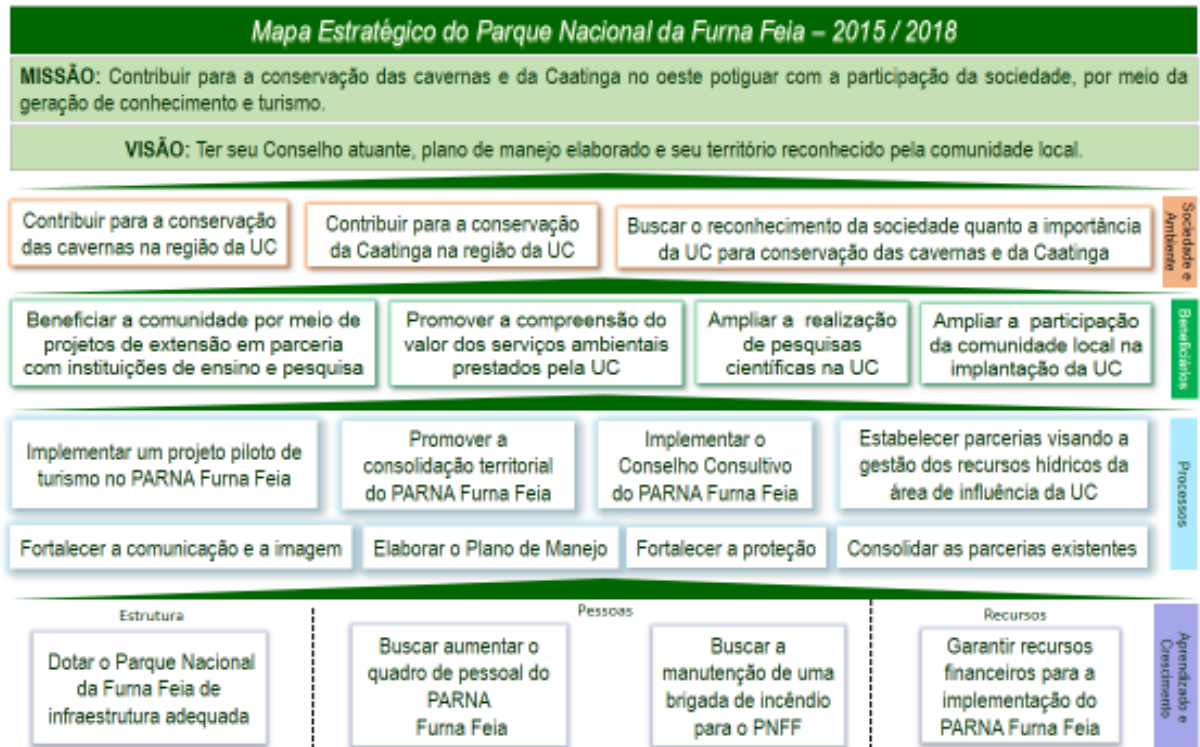 Mapa Estratégico do Parque Nacional da Furna Feia – 2015 / 2018
MISSÃO: Contribuir para a conservação das cavernas e da Caatinga no oeste potiguar com a participação da sociedade, por meio da
geração de conhecimento e turismo.
VISÃO: Ter seu Conselho atuante, plano de manejo elaborado e seu território reconhecido pela comunidade local.
Contribuir para a conservação
das cavernas na região da UC
Contribuir para a conservação
da Caatinga na região da UC
Buscar o reconhecimento da sociedade quanto a importância
da UC para conservação das cavernas e da Caatinga
Sociedade e
Ambiente
Beneficiar a comunidade por meio de
projetos de extensão em parceria
com instituições de ensino e pesquisa
Promover a compreensão do
valor dos serviços ambientais
prestados pela UC
Ampliar a realização
de pesquisas
científicas na UC
Ampliar a participação
da comunidade local na
implantação da UC
Beneficiários
Implementar um projeto piloto de
turismo no PARNA Furna Feia
Promover a
consolidação territorial
do PARNA Furna Feia
Implementar o
Conselho Consultivo
do PARNA Furna Feia
Estabelecer parcerias visando a
gestão dos recursos hídricos da
área de influência da UC
Processos
Fortalecer a comunicação e a imagem
Elaborar o Plano de Manejo
Fortalecer a proteção
Consolidar as parcerias existentes
Estrutura
Pessoas
Recursos
Dotar o Parque Nacional
da Furna Feia de
infraestrutura adequada
Buscar aumentar o
quadro de pessoal do
PARNA
Furna Feia
Buscar a
manutenção de uma
brigada de incêndio
para o PNFF
Garantir recursos
financeiros para a
implementação do
PARNA Furna Feia
Aprendizado e
Crescimento